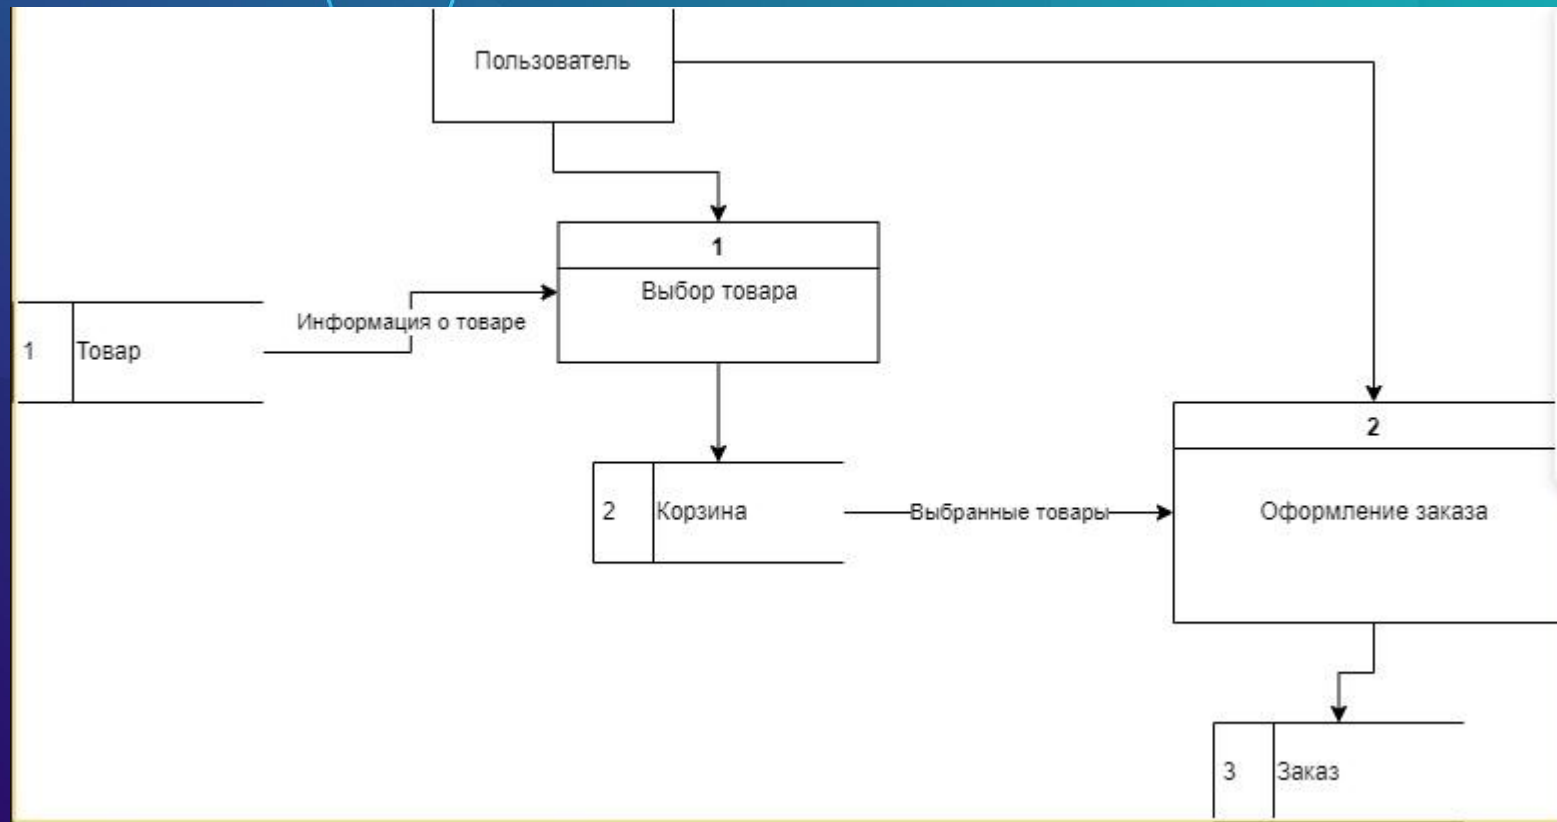 Пользователь
1
Выбор товара
Информация о товаре
1 Товар
2
2 Корзина
Выбранные товары
Оформление заказа
3 Заказ